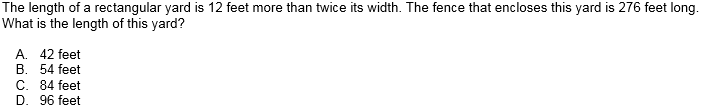 The length of a rectangular yard is 12 feet more than twice its width. The fence that encloses this yard is 276 feet long.
What is the length of this yard?
A. 42 feet
B. 54 feet
C. 84 feet
D. 96 feet